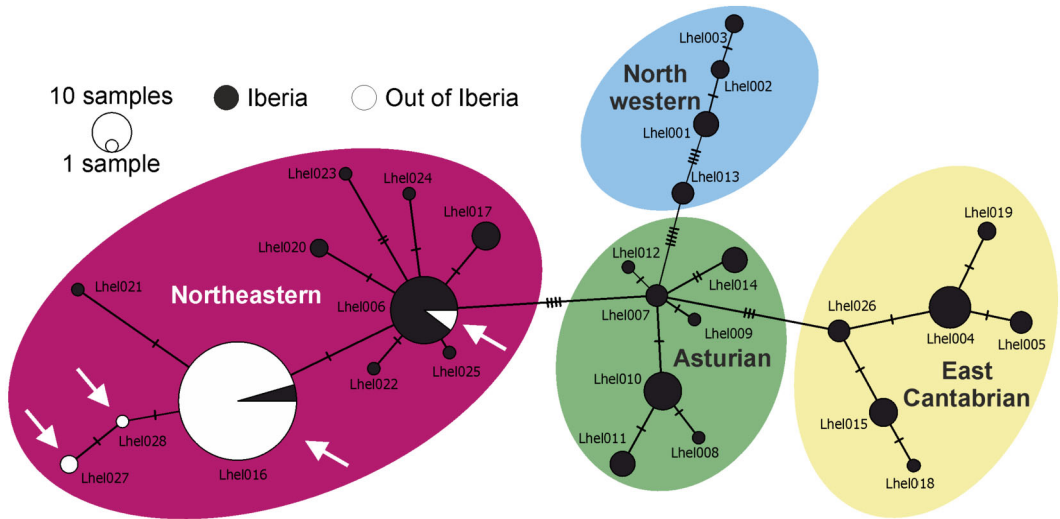 10 samples
1 sample
Iberia
Out of Iberia
Northeastern
Lhel023
Lhel024
Lhel017
Lhel020
Lhel021
Lhel006
Lhel022
Lhel025
Lhel028
Lhel027
Lhel016
North
western
Lhel003
Lhel002
Lhel001
Lhel013
Asturian
Lhel012
Lhel014
Lhel007
Lhel009
Lhel010
Lhel011
Lhel008
East
Cantabrian
Lhel019
Lhel026
Lhel004
Lhel005
Lhel015
Lhel018